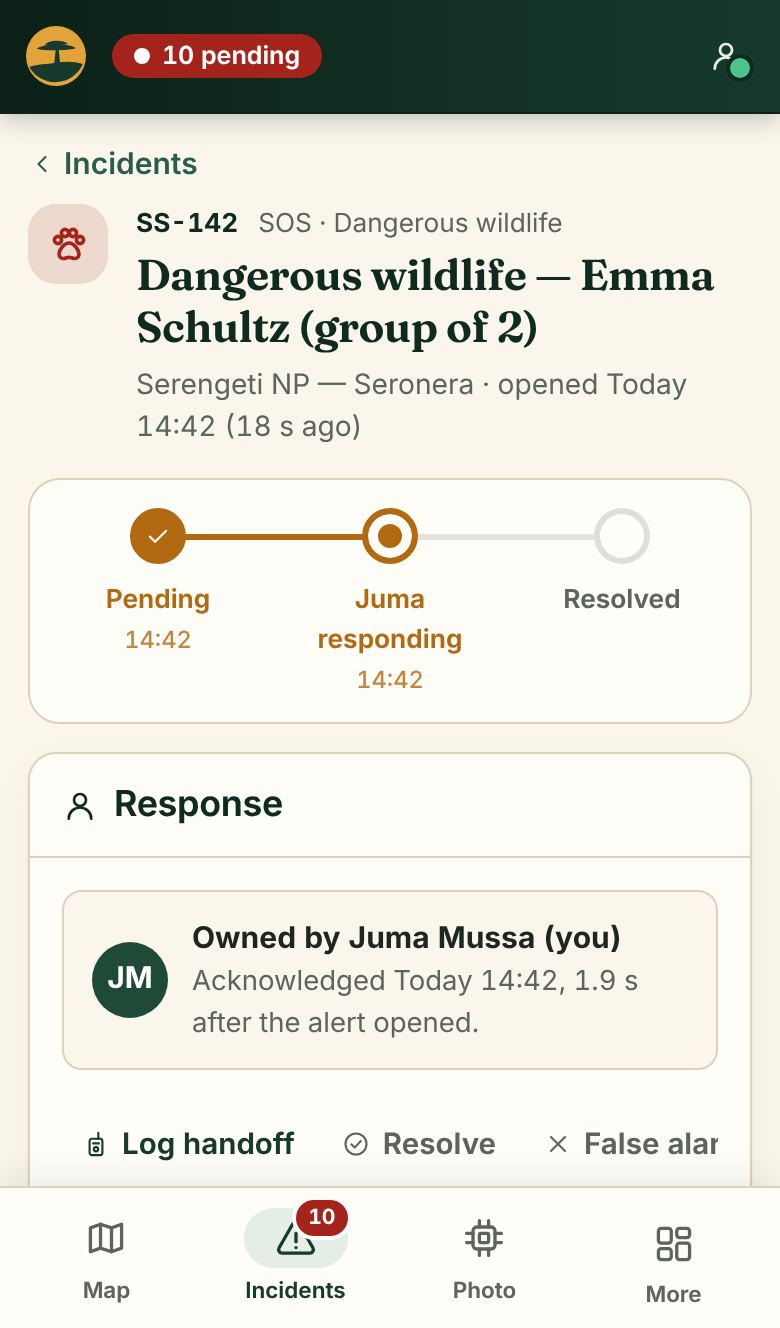 10 pending
Incidents
SS-142 SOS · Dangerous wildlife
Dangerous wildlife — Emma
Schultz (group of 2)
Serengeti NP — Seronera · opened Today
14:42 (18 s ago)
Pending
14:42
Juma
responding
14:42
Resolved
Response
JM
Owned by Juma Mussa (you)
Acknowledged Today 14:42, 1.9 s
after the alert opened.
Log handoff Resolve False alar
10
Map Incidents Photo More